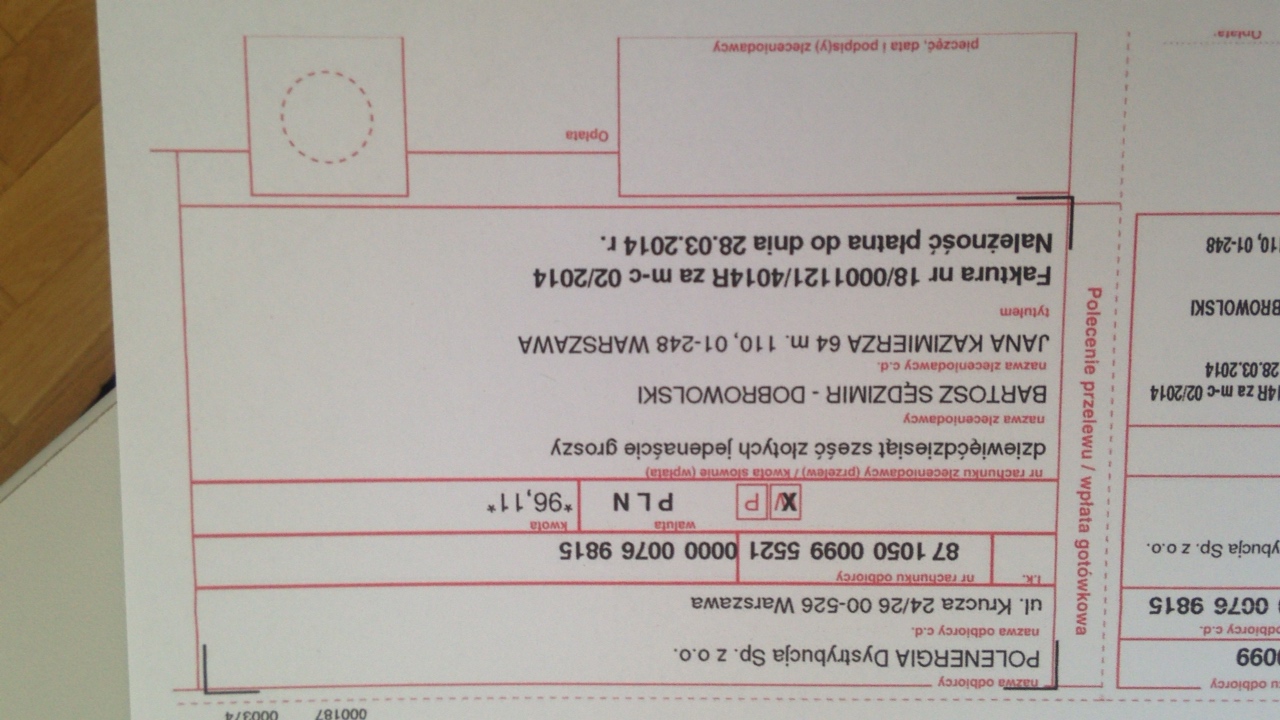 000187 000374
nazwa odbiorcy
POLENERGIA Dystrybucja Sp. z o.o.
nazwa odbiorcy c.d.
ul. Krucza 24/26 00-526 Warszawa
l.k. nr rachunku odbiorcy
87 1050 0099 5521 0000 0076 9815
waluta kwota
X P PLN *96,11*
nr rachunku zleceniodawcy (przelew) / kwota słownie (wpłata)
dziewięćdziesiąt sześć złotych jedenaście groszy
nazwa zleceniodawcy
BARTOSZ SĘDZIMIR - DOBROWOLSKI
nazwa zleceniodawcy c.d.
JANA KAZIMIERZA 64 m. 110, 01-248 WARSZAWA
tytułem
Faktura nr 18/0001121/4014R za m-c 02/2014
Należność płatna do dnia 28.03.2014 r.
Opłata
pieczęć, data i podpis(y) zleceniodawcy
Polecenie przelewu / wpłata gotówkowa
u odbiorcy
0099
odbiorcy c.d.
0076 9815
ybucja Sp. z o.o.
14R za m-c 02/2014
28.03.2014
BROWOLSKI
10, 01-248
Opłata: